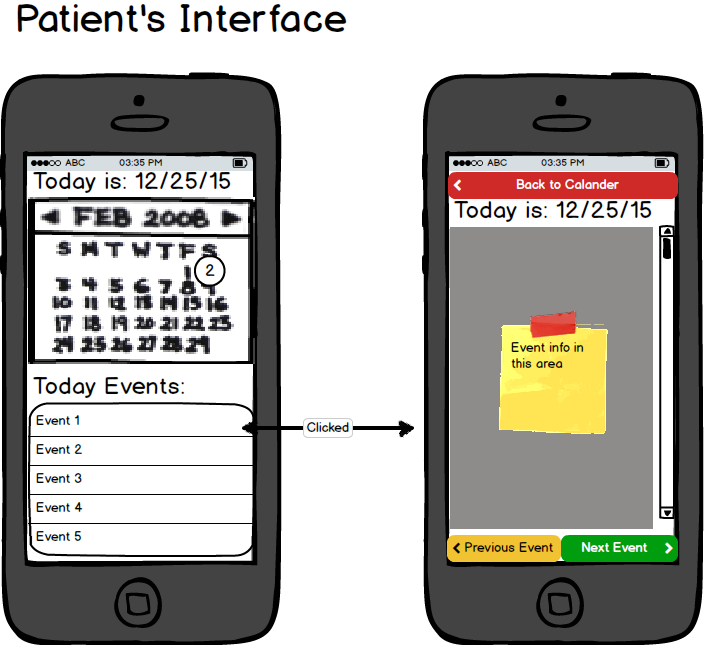 Patient's Interface
ABC 03:35 PM
Today is: 12/25/15
FEB 2008
S M T W T F S
1 2
3 4 5 6 7 8 9
10 11 12 13 14 15 16
17 18 19 20 21 22 23
24 25 26 27 28 29
Today Events:
Event 1
Event 2
Event 3
Event 4
Event 5
Clicked
ABC 03:35 PM
Back to Calander
Today is: 12/25/15
Event info in
this area
Previous Event
Next Event